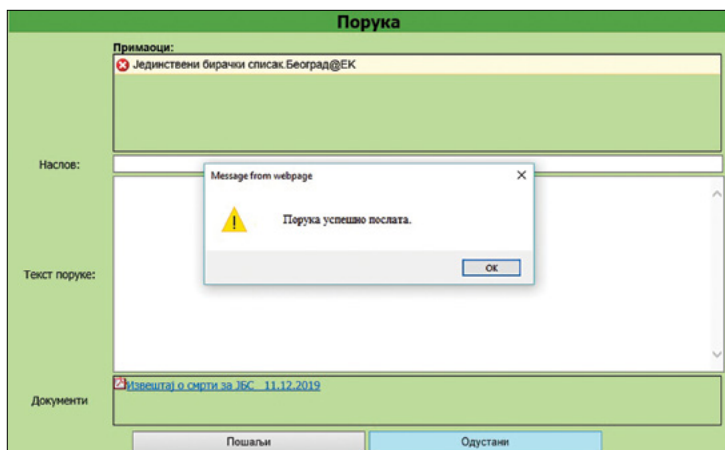 Порука
Примаоци:
Јединствени бирачки списак.Београд@ЕК
Наслов:
Message from webpage
Порука успешно послата.
OK
Текст поруке:
Документи
Извештај о смрти за ЈБС_ 11.12.2019
Пошаљи
Одустани